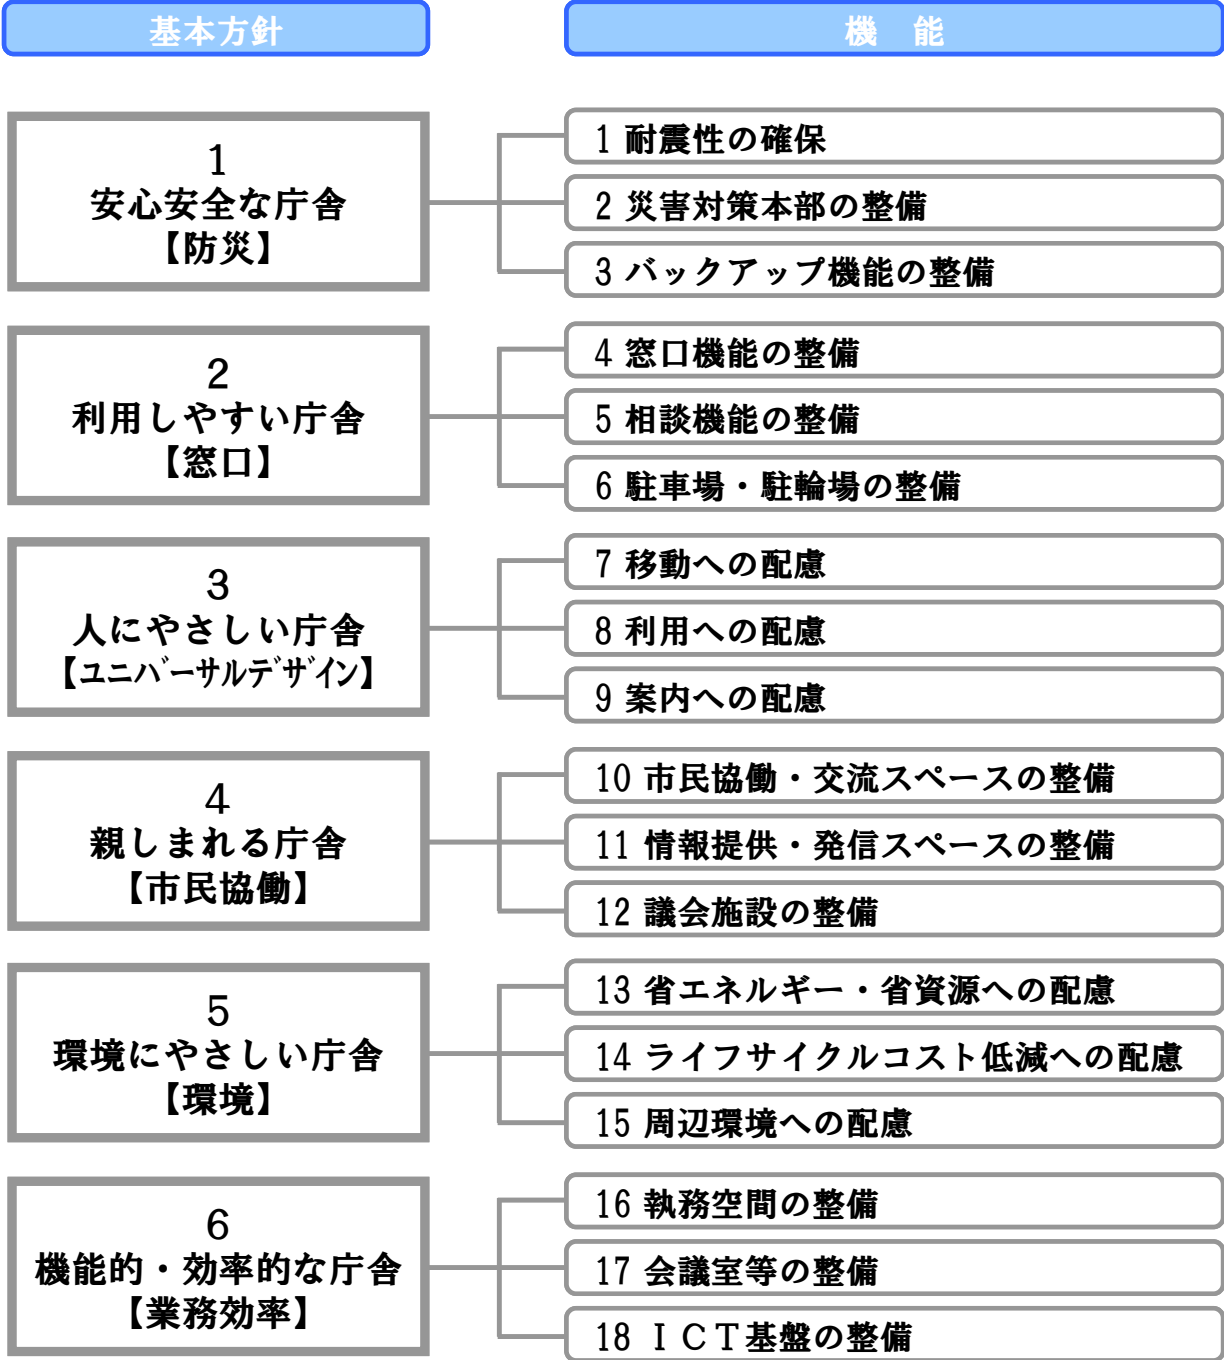 基本方針
機　能
1
安心安全な庁舎
【防災】
1 耐震性の確保
2 災害対策本部の整備
3 バックアップ機能の整備
2
利用しやすい庁舎
【窓口】
4 窓口機能の整備
5 相談機能の整備
6 駐車場・駐輪場の整備
3
人にやさしい庁舎
【ﾕﾆﾊﾞｰｻﾙﾃﾞｻﾞｲﾝ】
7 移動への配慮
8 利用への配慮
9 案内への配慮
4
親しまれる庁舎
【市民協働】
10 市民協働・交流スペースの整備
11 情報提供・発信スペースの整備
12 議会施設の整備
5
環境にやさしい庁舎
【環境】
13 省エネルギー・省資源への配慮
14 ライフサイクルコスト低減への配慮
15 周辺環境への配慮
6
機能的・効率的な庁舎
【業務効率】
16 執務空間の整備
17 会議室等の整備
18 ＩＣＴ基盤の整備